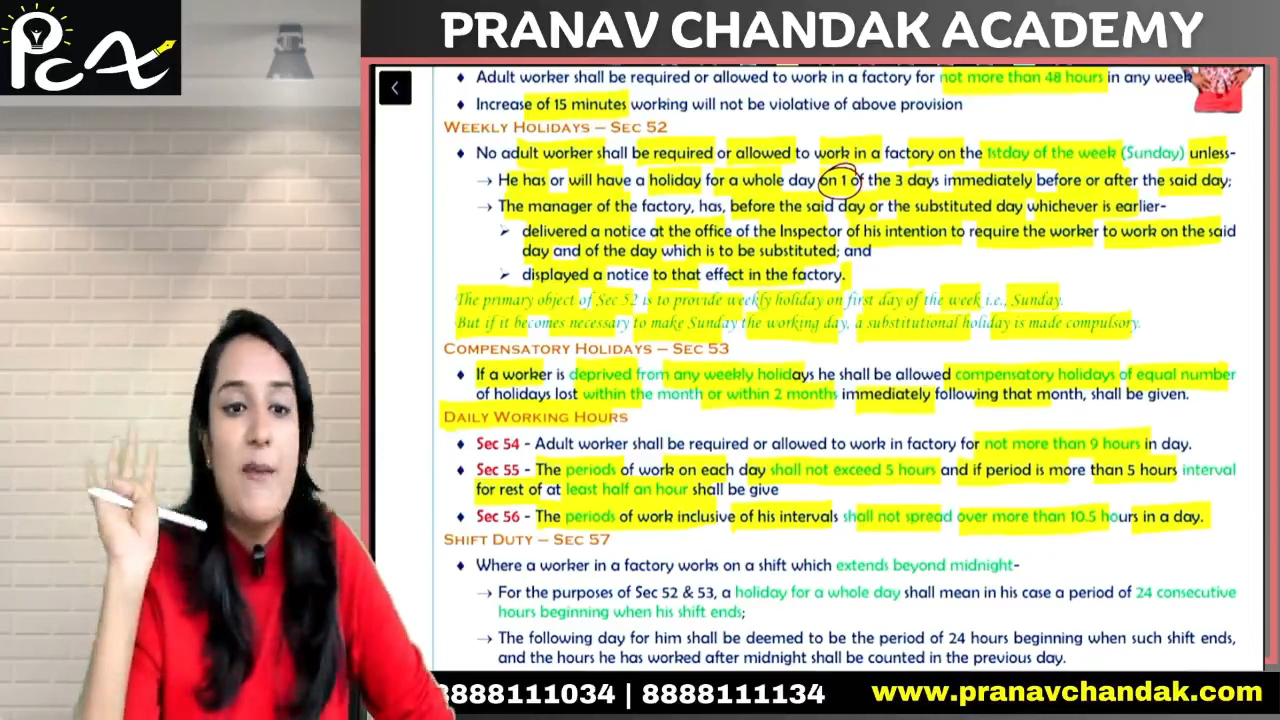 PCA
PRANAV CHANDAK ACADEMY
♦ Adult worker shall be required or allowed to work in a factory for not more than 48 hours in any week
♦ Increase of 15 minutes working will not be violative of above provision
WEEKLY HOLIDAYS – SEC 52
♦ No adult worker shall be required or allowed to work in a factory on the 1stday of the week (Sunday) unless-
→ He has or will have a holiday for a whole day on 1 of the 3 days immediately before or after the said day;
→ The manager of the factory, has, before the said day or the substituted day whichever is earlier-
➢ delivered a notice at the office of the Inspector of his intention to require the worker to work on the said
day and of the day which is to be substituted; and
➢ displayed a notice to that effect in the factory.
The primary object of Sec 52 is to provide weekly holiday on first day of the week i.e., Sunday.
But if it becomes necessary to make Sunday the working day, a substitutional holiday is made compulsory.
COMPENSATORY HOLIDAYS – SEC 53
♦ If a worker is deprived from any weekly holidays he shall be allowed compensatory holidays of equal number
of holidays lost within the month or within 2 months immediately following that month, shall be given.
DAILY WORKING HOURS
♦ Sec 54 - Adult worker shall be required or allowed to work in factory for not more than 9 hours in day.
♦ Sec 55 - The periods of work on each day shall not exceed 5 hours and if period is more than 5 hours interval
for rest of at least half an hour shall be give
♦ Sec 56 - The periods of work inclusive of his intervals shall not spread over more than 10.5 hours in a day.
SHIFT DUTY – SEC 57
♦ Where a worker in a factory works on a shift which extends beyond midnight-
→ For the purposes of Sec 52 & 53, a holiday for a whole day shall mean in his case a period of 24 consecutive
hours beginning when his shift ends;
→ The following day for him shall be deemed to be the period of 24 hours beginning when such shift ends,
and the hours he has worked after midnight shall be counted in the previous day.
8888111034 | 8888111134
www.pranavchandak.com